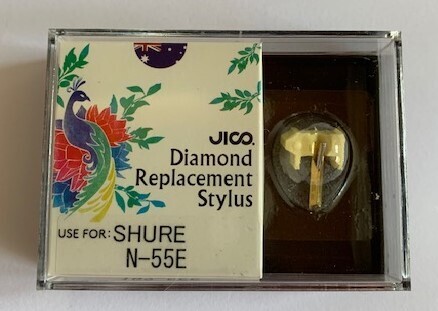 JICO.
Diamond
Replacement
Stylus
USE FOR: SHURE
N-55E